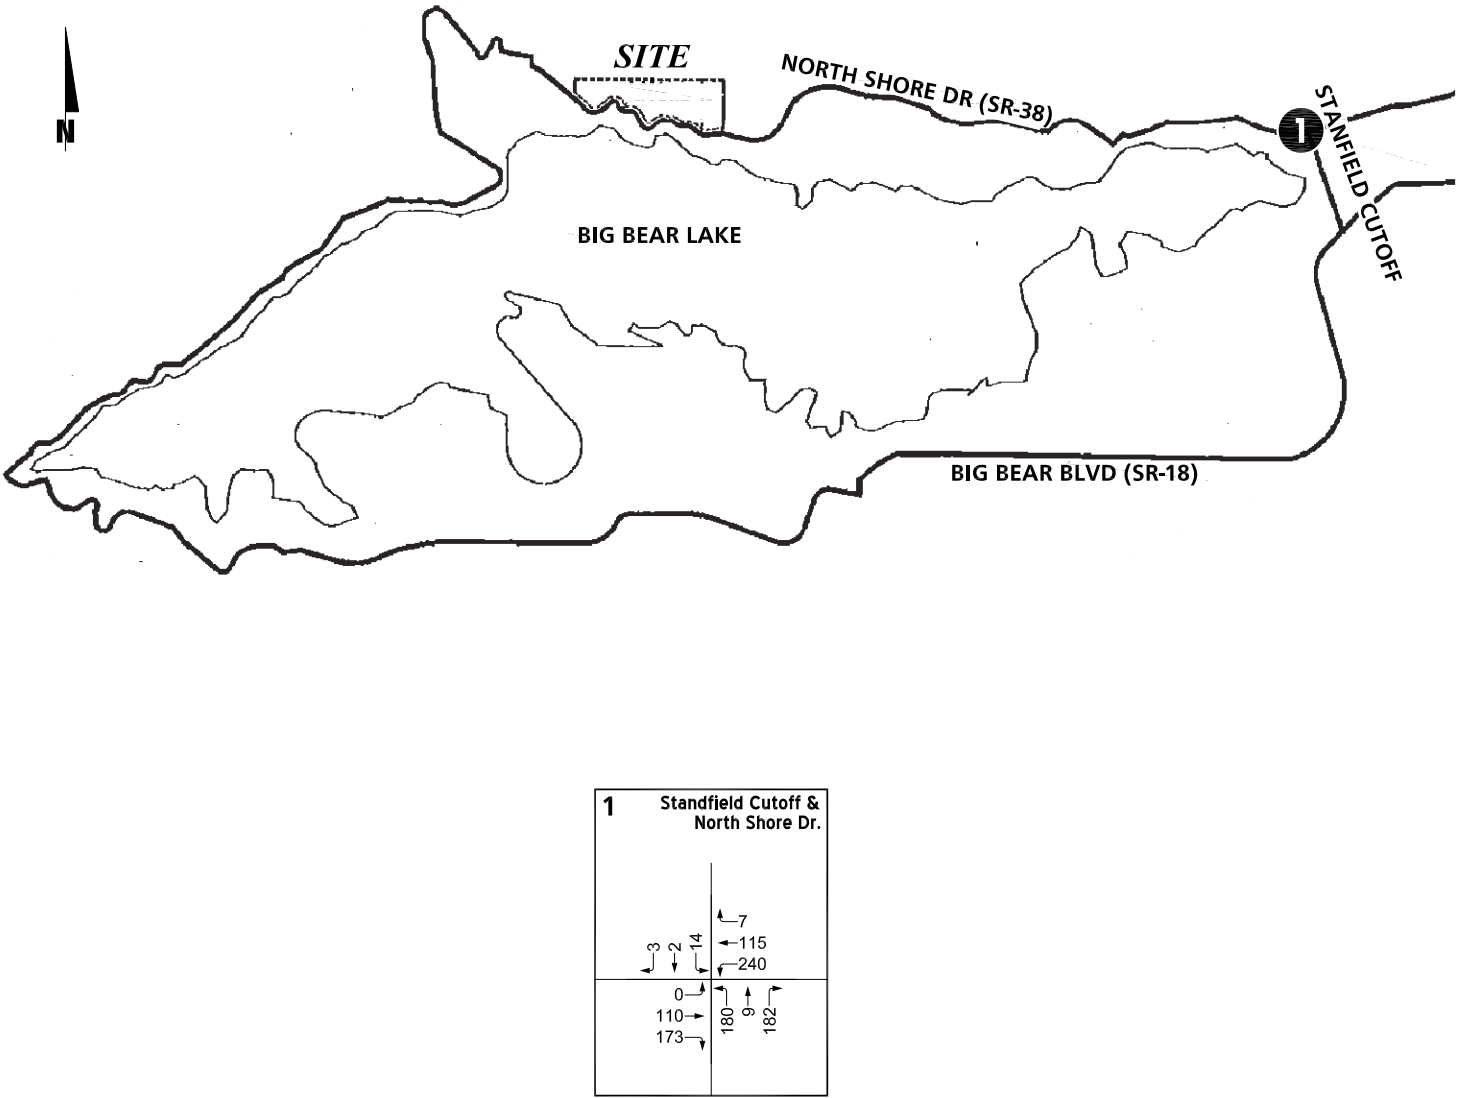 SITE
NORTH SHORE DR (SR-38)
STANFIELD CUTOFF
1
N
BIG BEAR LAKE
BIG BEAR BLVD (SR-18)
1 Standfield Cutoff &
North Shore Dr.
7
3 2 14 115
240
0
110 180 9 182
173